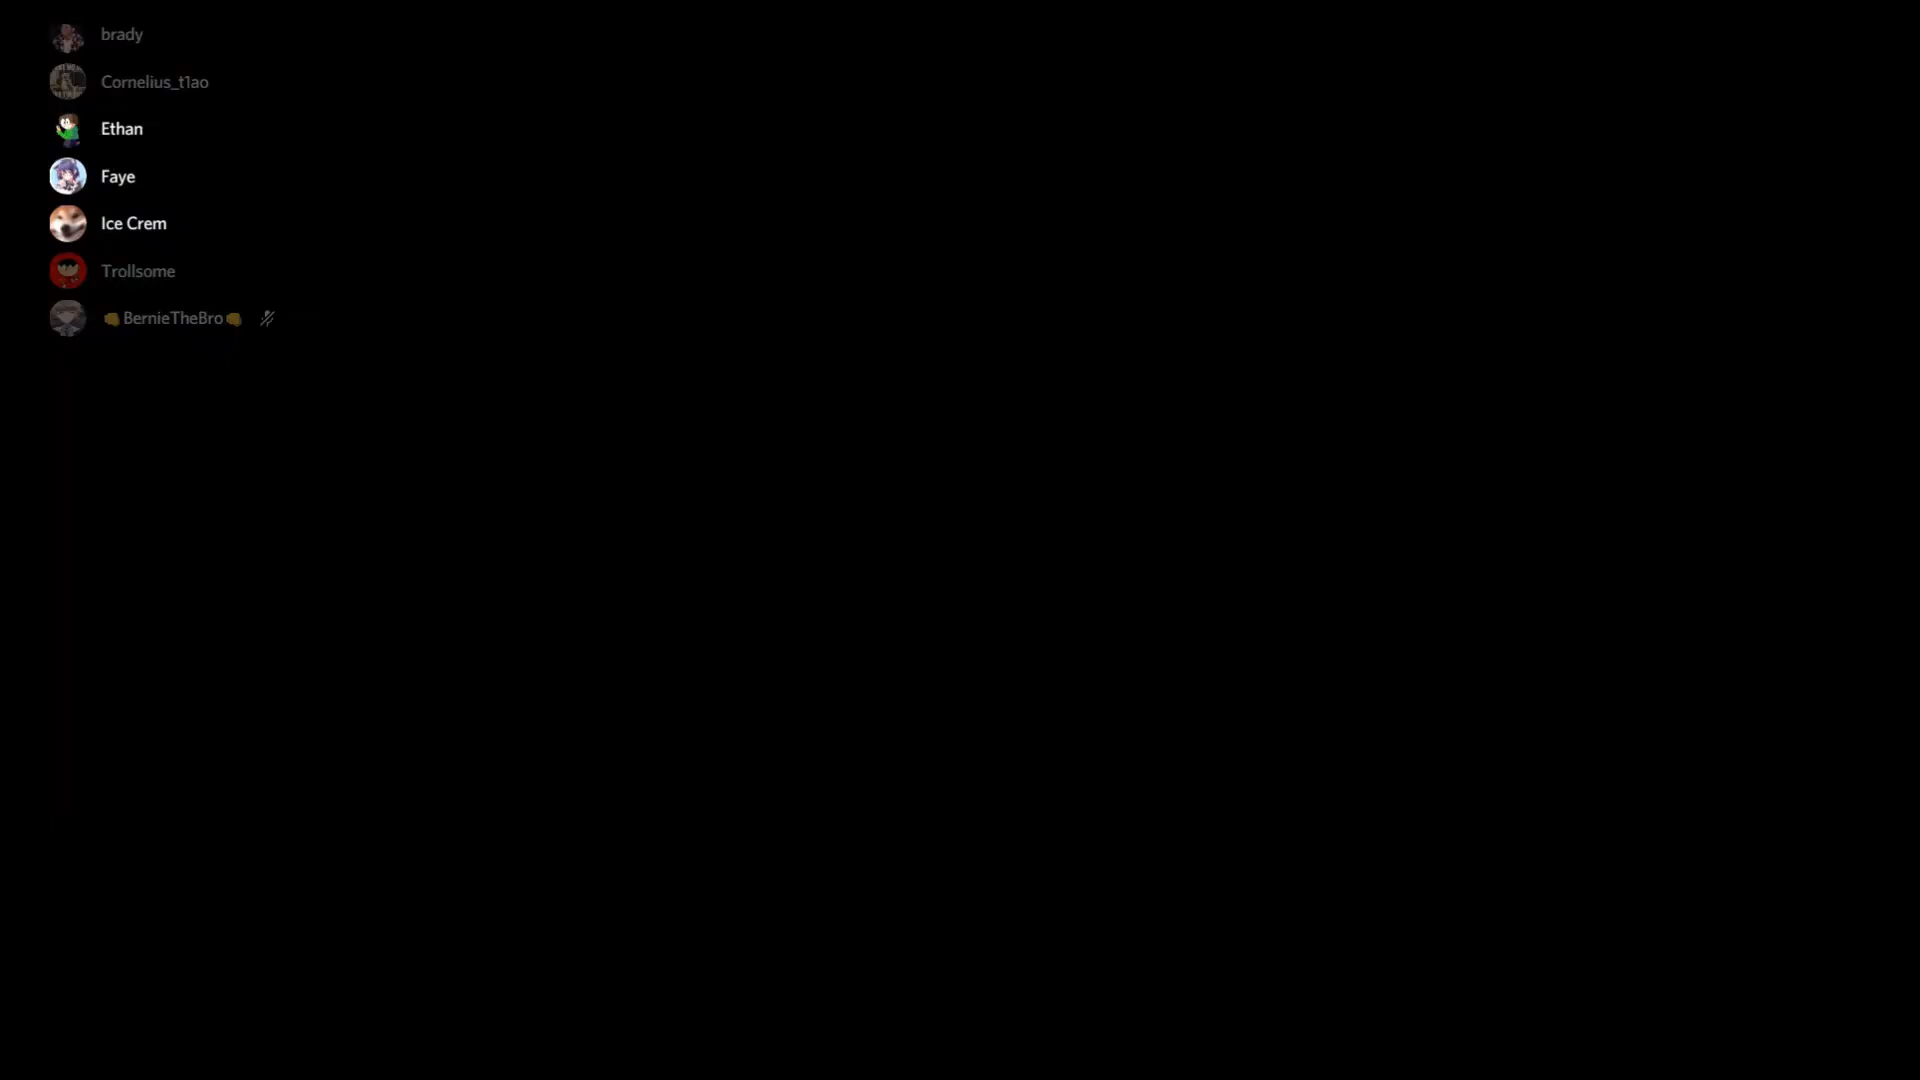 brady
Cornelius_t1ao
Ethan
Faye
Ice Crem
Trollsome
👊BernieTheBro👊